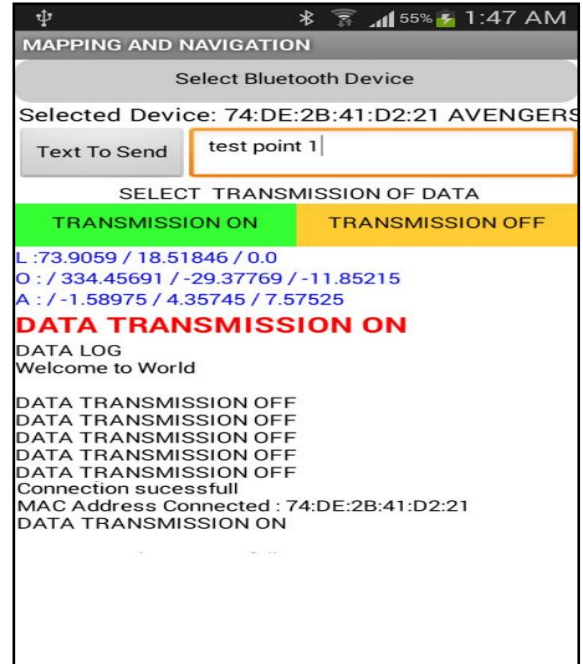 55% 1:47 AM
MAPPING AND NAVIGATION
Select Bluetooth Device
Selected Device: 74:DE:2B:41:D2:21 AVENGERS
Text To Send test point 1
SELECT TRANSMISSION OF DATA
TRANSMISSION ON TRANSMISSION OFF
L :73.9059 / 18.51846 / 0.0
O : / 334.45691 / -29.37769 / -11.85215
A : / -1.58975 / 4.35745 / 7.57525
DATA TRANSMISSION ON
DATA LOG
Welcome to World
DATA TRANSMISSION OFF
DATA TRANSMISSION OFF
DATA TRANSMISSION OFF
DATA TRANSMISSION OFF
DATA TRANSMISSION OFF
Connection sucessfull
MAC Address Connected : 74:DE:2B:41:D2:21
DATA TRANSMISSION ON